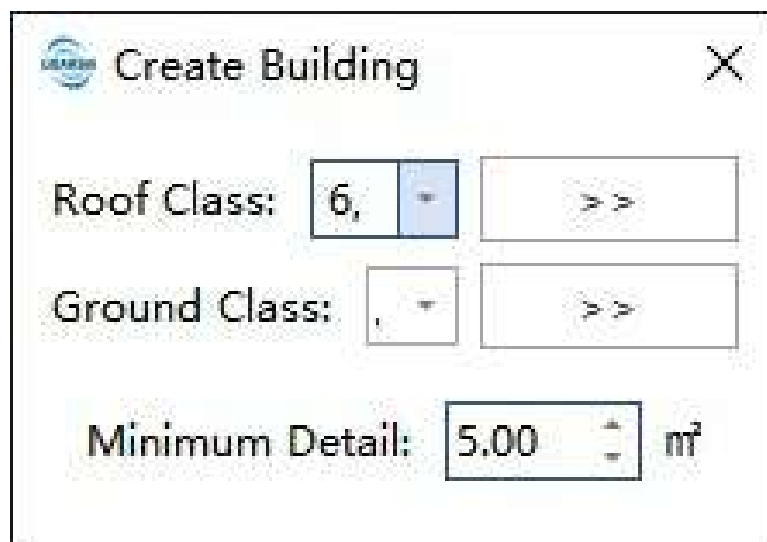 Create Building
Roof Class: 6, >>
Ground Class: , >>
Minimum Detail: 5.00 m²